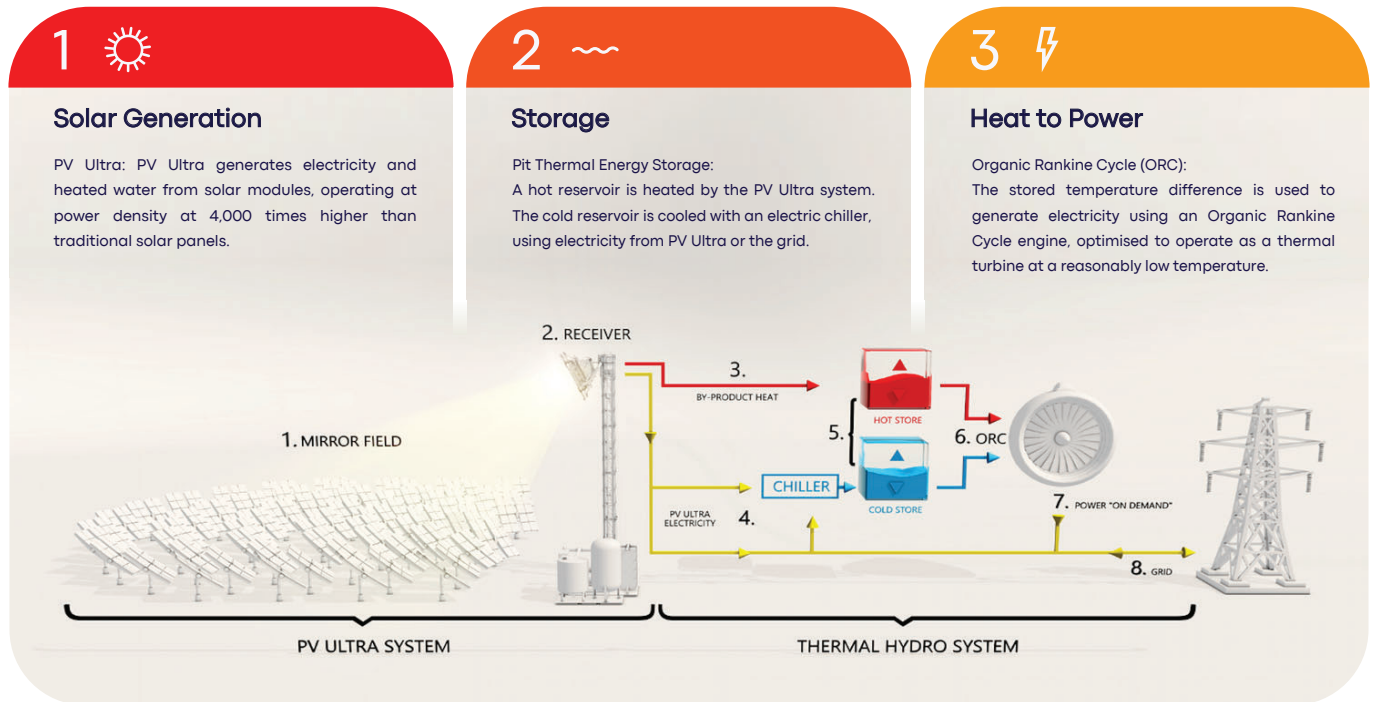 1
Solar Generation
PV Ultra: PV Ultra generates electricity and
heated water from solar modules, operating at
power density at 4,000 times higher than
traditional solar panels.
2
Storage
Pit Thermal Energy Storage:
A hot reservoir is heated by the PV Ultra system.
The cold reservoir is cooled with an electric chiller,
using electricity from PV Ultra or the grid.
3
Heat to Power
Organic Rankine Cycle (ORC):
The stored temperature difference is used to
generate electricity using an Organic Rankine
Cycle engine, optimised to operate as a thermal
turbine at a reasonably low temperature.
2. RECEIVER
3.
BY-PRODUCT HEAT
HOT STORE
1. MIRROR FIELD
5.
6. ORC
CHILLER
COLD STORE
PV ULTRA
ELECTRICITY
4.
7. POWER "ON DEMAND"
8. GRID
PV ULTRA SYSTEM
THERMAL HYDRO SYSTEM